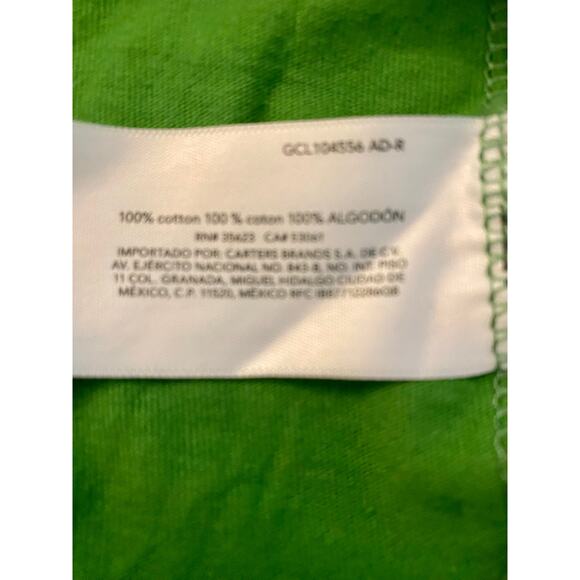 GCL104556 AD-R
100% cotton 100 % coton 100% ALGODÓN
RN# 35623 CA#
IMPORTADO POR: CARTERS BRANDS S.A. DE C.V.
AV. EJÉRCITO NACIONAL NO. 843-B, NO. INT. PISO
11 COL. GRANADA, MIGUEL HIDALGO CIUDAD DE
MÉXICO, C.P. 11520, MÉXICO RFC